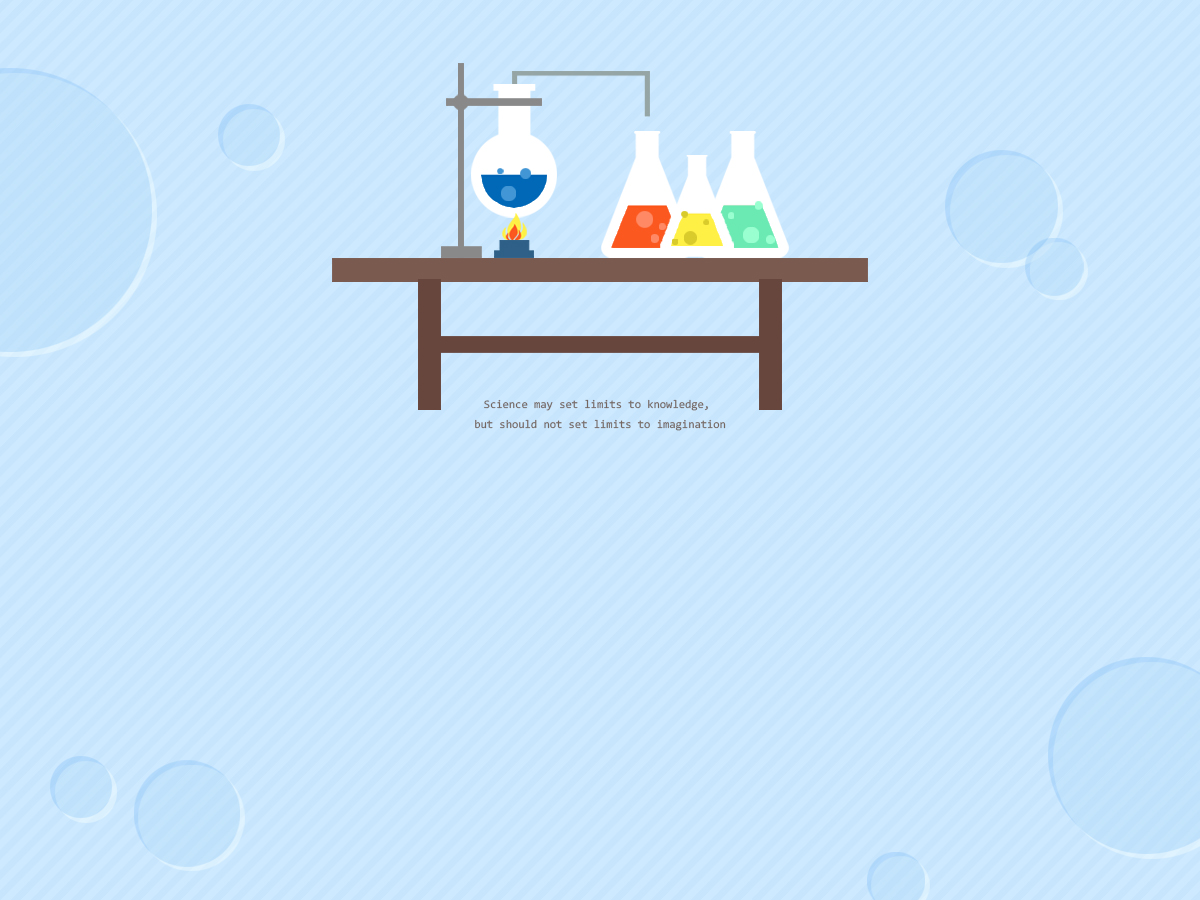 Science may set limits to knowledge,
but should not set limits to imagination